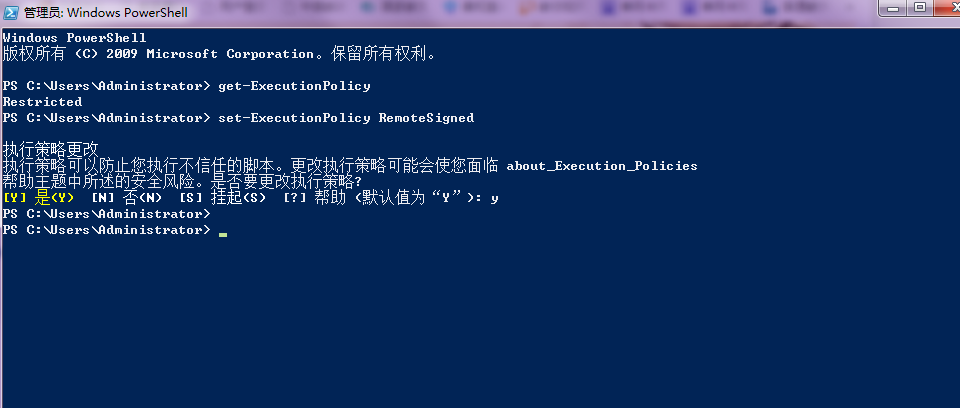 管理员: Windows PowerShell
Windows PowerShell
版权所有 (C) 2009 Microsoft Corporation。保留所有权利。
PS C:\Users\Administrator> get-ExecutionPolicy
Restricted
PS C:\Users\Administrator> set-ExecutionPolicy RemoteSigned
执行策略更改
执行策略可以防止您执行不信任的脚本。更改执行策略可能会使您面临 about_Execution_Policies
帮助主题中所述的安全风险。是否要更改执行策略?
[Y] 是(Y)  [N] 否(N)  [S] 挂起(S)  [?] 帮助 (默认值为“Y”): y
PS C:\Users\Administrator>
PS C:\Users\Administrator>